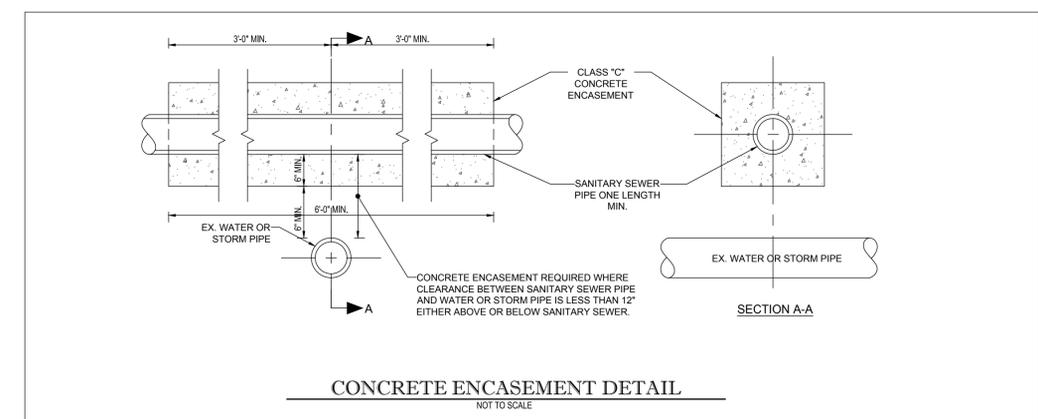 A
3'-0" MIN.
3'-0" MIN.
CLASS "C"
CONCRETE
ENCASEMENT
6" MIN.
SANITARY SEWER
PIPE ONE LENGTH
MIN.
6" MIN.
6'-0" MIN.
EX. WATER OR
STORM PIPE
EX. WATER OR STORM PIPE
CONCRETE ENCASEMENT REQUIRED WHERE
CLEARANCE BETWEEN SANITARY SEWER PIPE
AND WATER OR STORM PIPE IS LESS THAN 12"
EITHER ABOVE OR BELOW SANITARY SEWER.
A
SECTION A-A
CONCRETE ENCASEMENT DETAIL
NOT TO SCALE